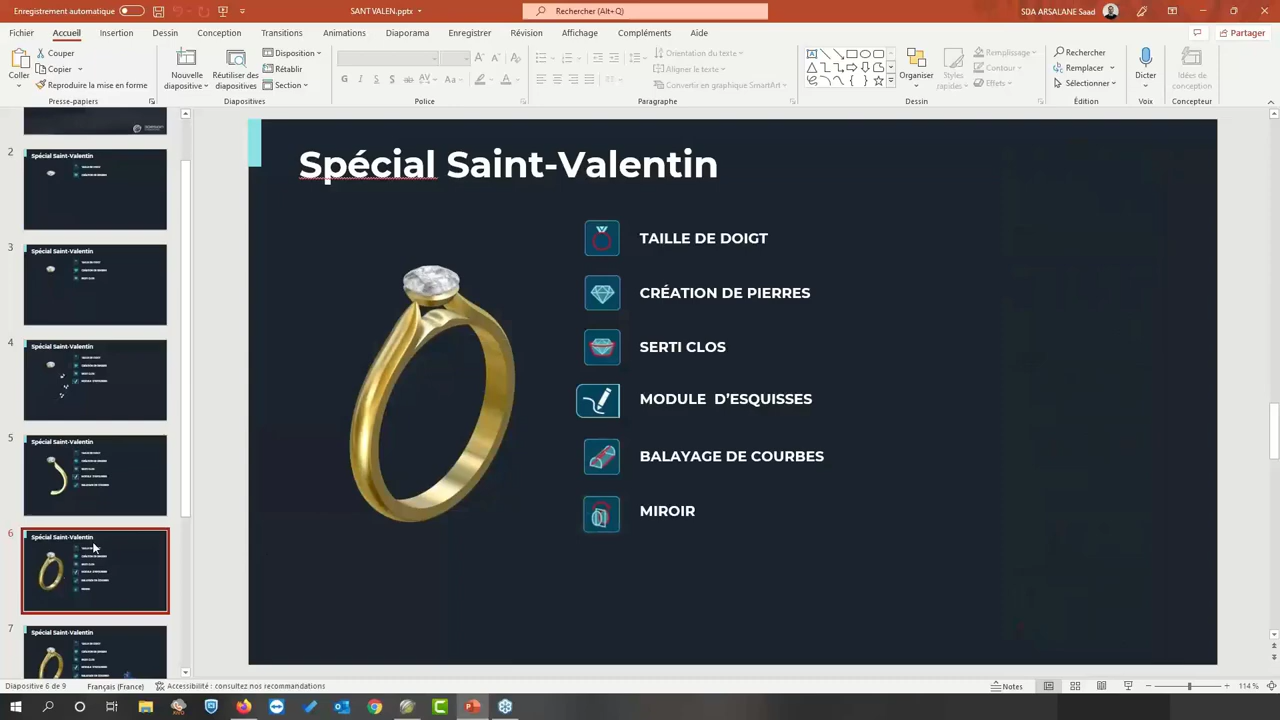 Enregistrement automatique
SANT VALEN.pptx
Rechercher (Alt+Q)
SDA ARSALANE Saad
Fichier Accueil Insertion Dessin Conception Transitions Animations Diaporama Enregistrer Révision Affichage Compléments Aide
Partager
Coller
Couper
Copier
Reproduire la mise en forme
Presse-papiers
Nouvelle diapositive
Réutiliser des diapositives
Disposition
Rétablir
Section
Diapositives
G I S S ab AV Aa A A A
Police
Orientation du texte
Aligner le texte
Convertir en graphique SmartArt
Paragraphe
Organiser
Styles rapides
Remplissage
Contour
Effets
Dessin
Rechercher
Remplacer
Sélectionner
Édition
Dicter
Voix
Idées de conception
Concepteur
2
Spécial Saint-Valentin
3
Spécial Saint-Valentin
4
Spécial Saint-Valentin
5
Spécial Saint-Valentin
6
Spécial Saint-Valentin
7
Spécial Saint-Valentin
Spécial Saint-Valentin
TAILLE DE DOIGT
CRÉATION DE PIERRES
SERTI CLOS
MODULE D'ESQUISSES
BALAYAGE DE COURBES
MIROIR
Diapositive 6 de 9
Français (France)
Accessibilité : consultez nos recommandations
Notes
114 %